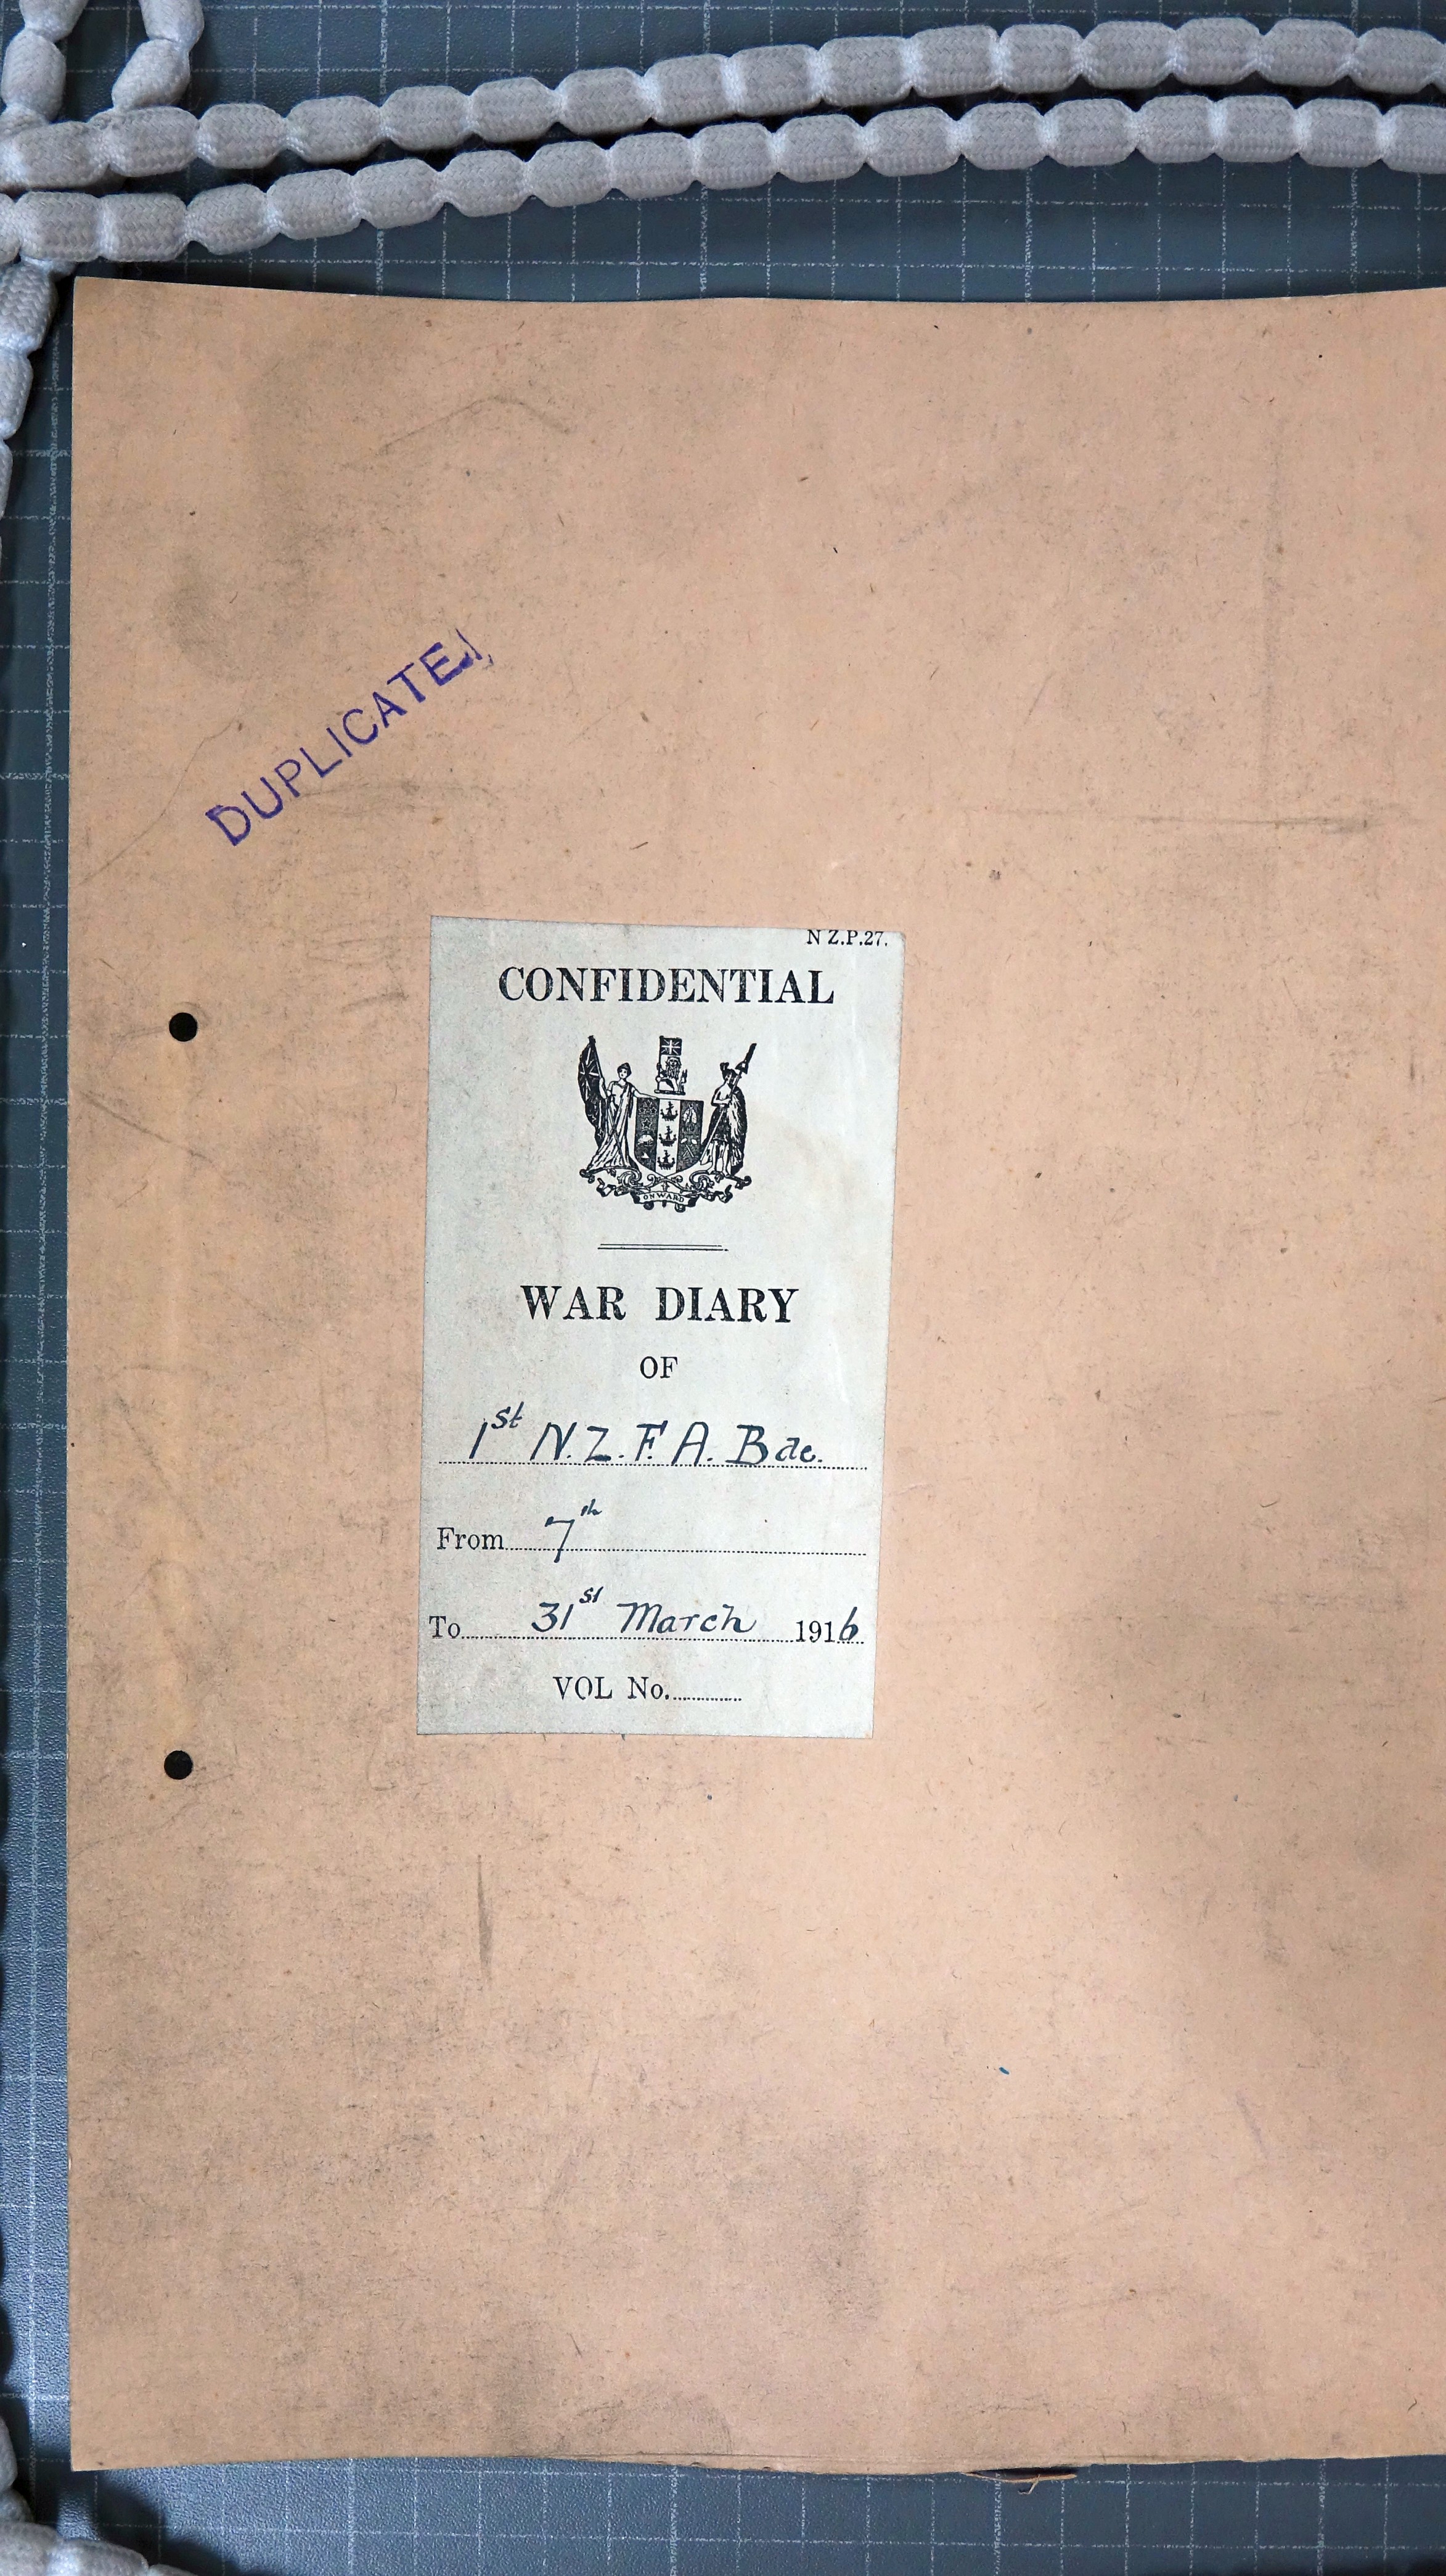 DUPLICATE
N Z.P.27.
CONFIDENTIAL
ONWARD
WAR DIARY
OF
1st N.Z.F.A. Bde.
From 7th
To 31st March 1916
VOL No.